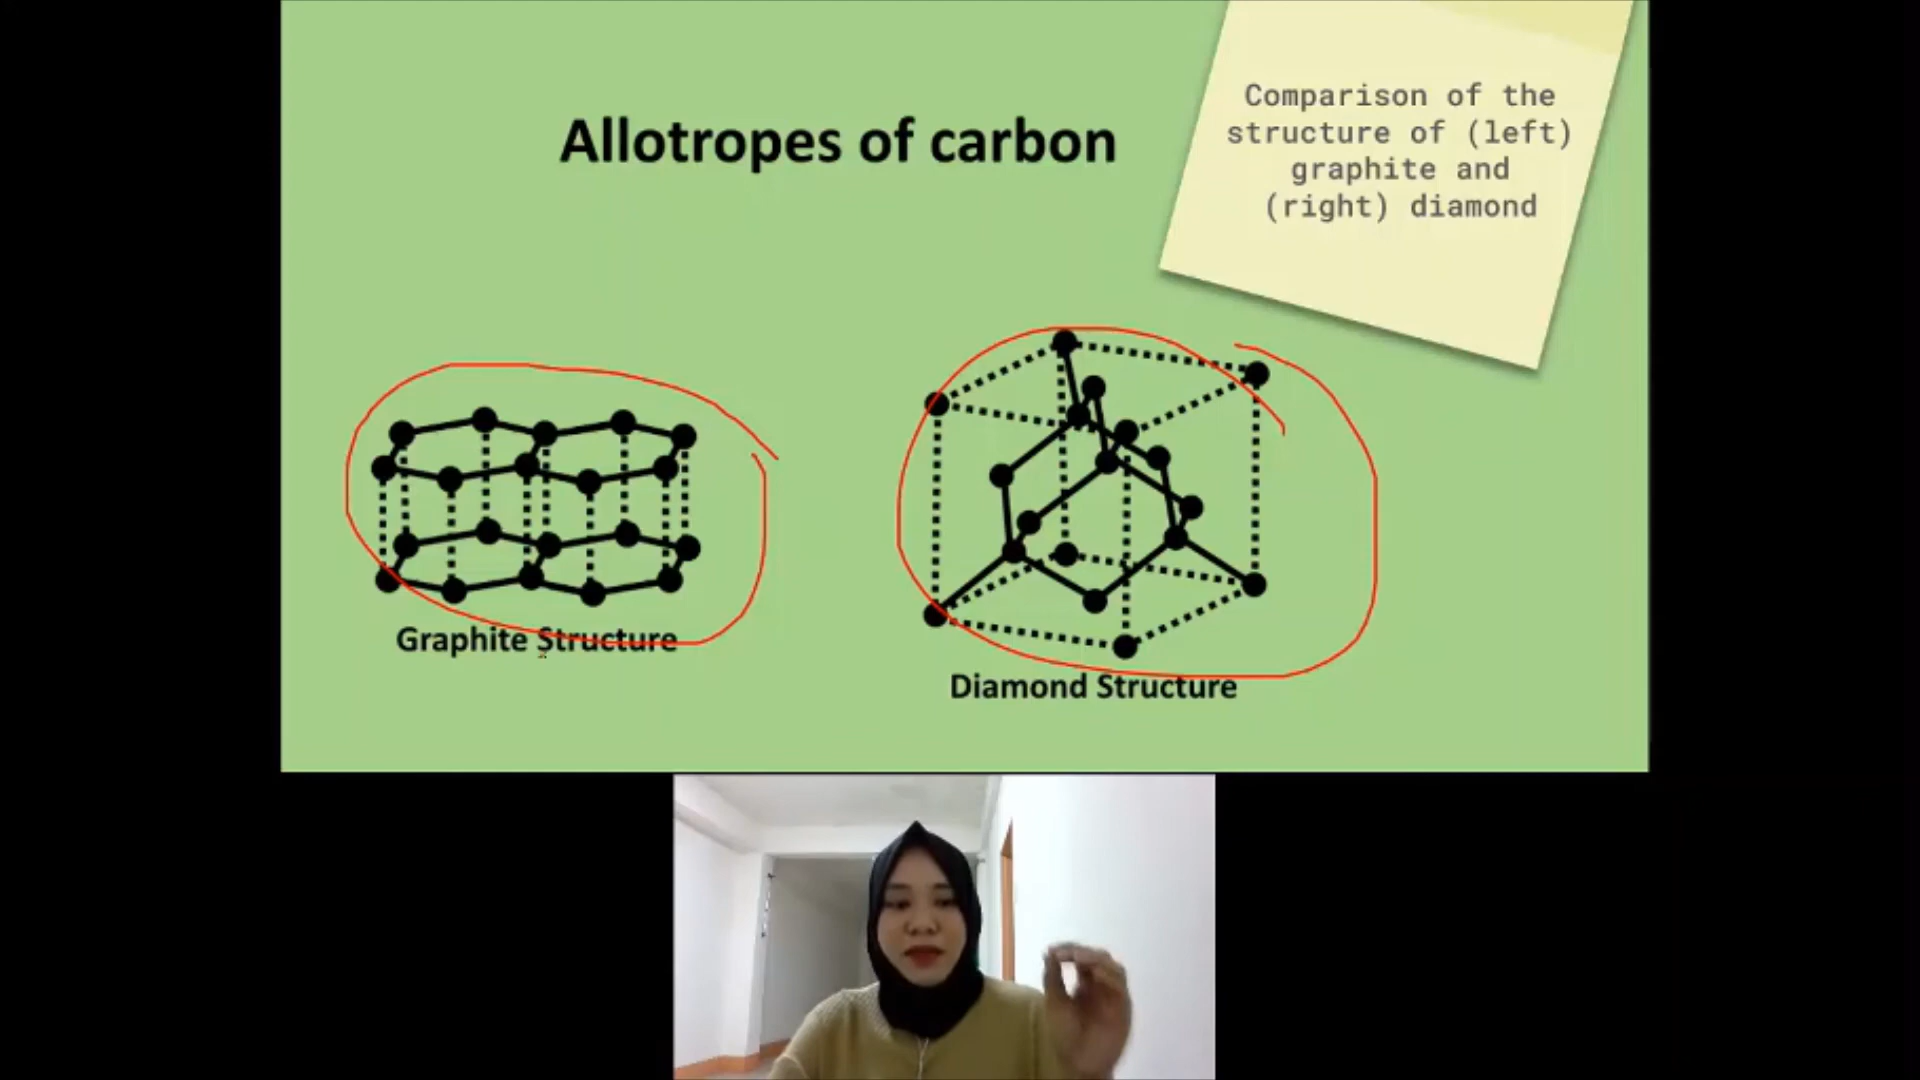 Allotropes of carbon
Comparison of the
structure of (left)
graphite and
(right) diamond
Graphite Structure
Diamond Structure